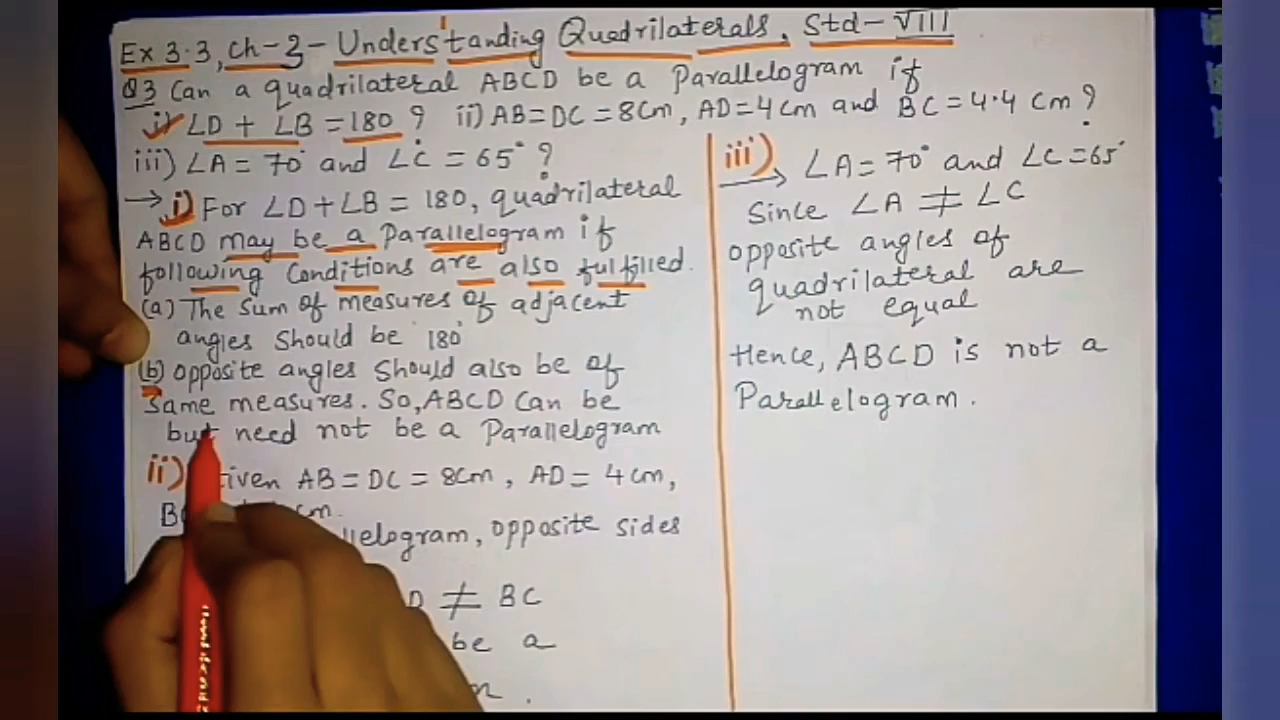 Ex 3.3, Ch-3- Understanding Quadrilaterals. Std-VIII
Q3 Can a quadrilateral ABCD be a Parallelogram if
i) ∠D + ∠B = 180 ? ii) AB = DC = 8cm, AD = 4cm and BC = 4.4 cm ?
iii) ∠A = 70° and ∠C = 65° ?
→ i) For ∠D + ∠B = 180, quadrilateral
ABCD may be a Parallelogram if
following Conditions are also fulfilled.
(a) The sum of measures of adjacent
angles should be 180°
(b) opposite angles should also be of
same measures. So, ABCD can be
but need not be a Parallelogram
ii) Given AB = DC = 8cm, AD = 4cm,
cm.
opposite sides
≠ BC
be a
iii) → ∠A = 70° and ∠C = 65°
Since ∠A ≠ ∠C
opposite angles of
quadrilateral are
not equal
Hence, ABCD is not a
Parallelogram.